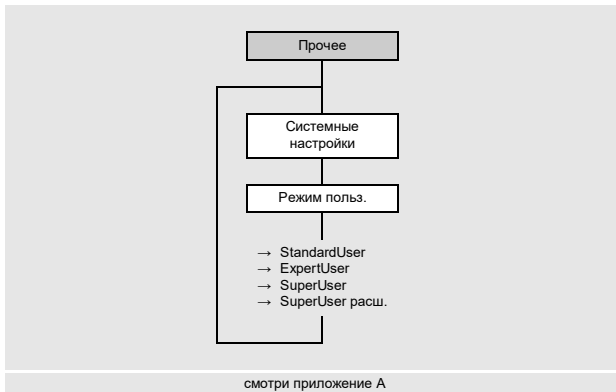 Прочее
Системные
настройки
Режим польз.
→ StandardUser
→ ExpertUser
→ SuperUser
→ SuperUser расш.
смотри приложение А